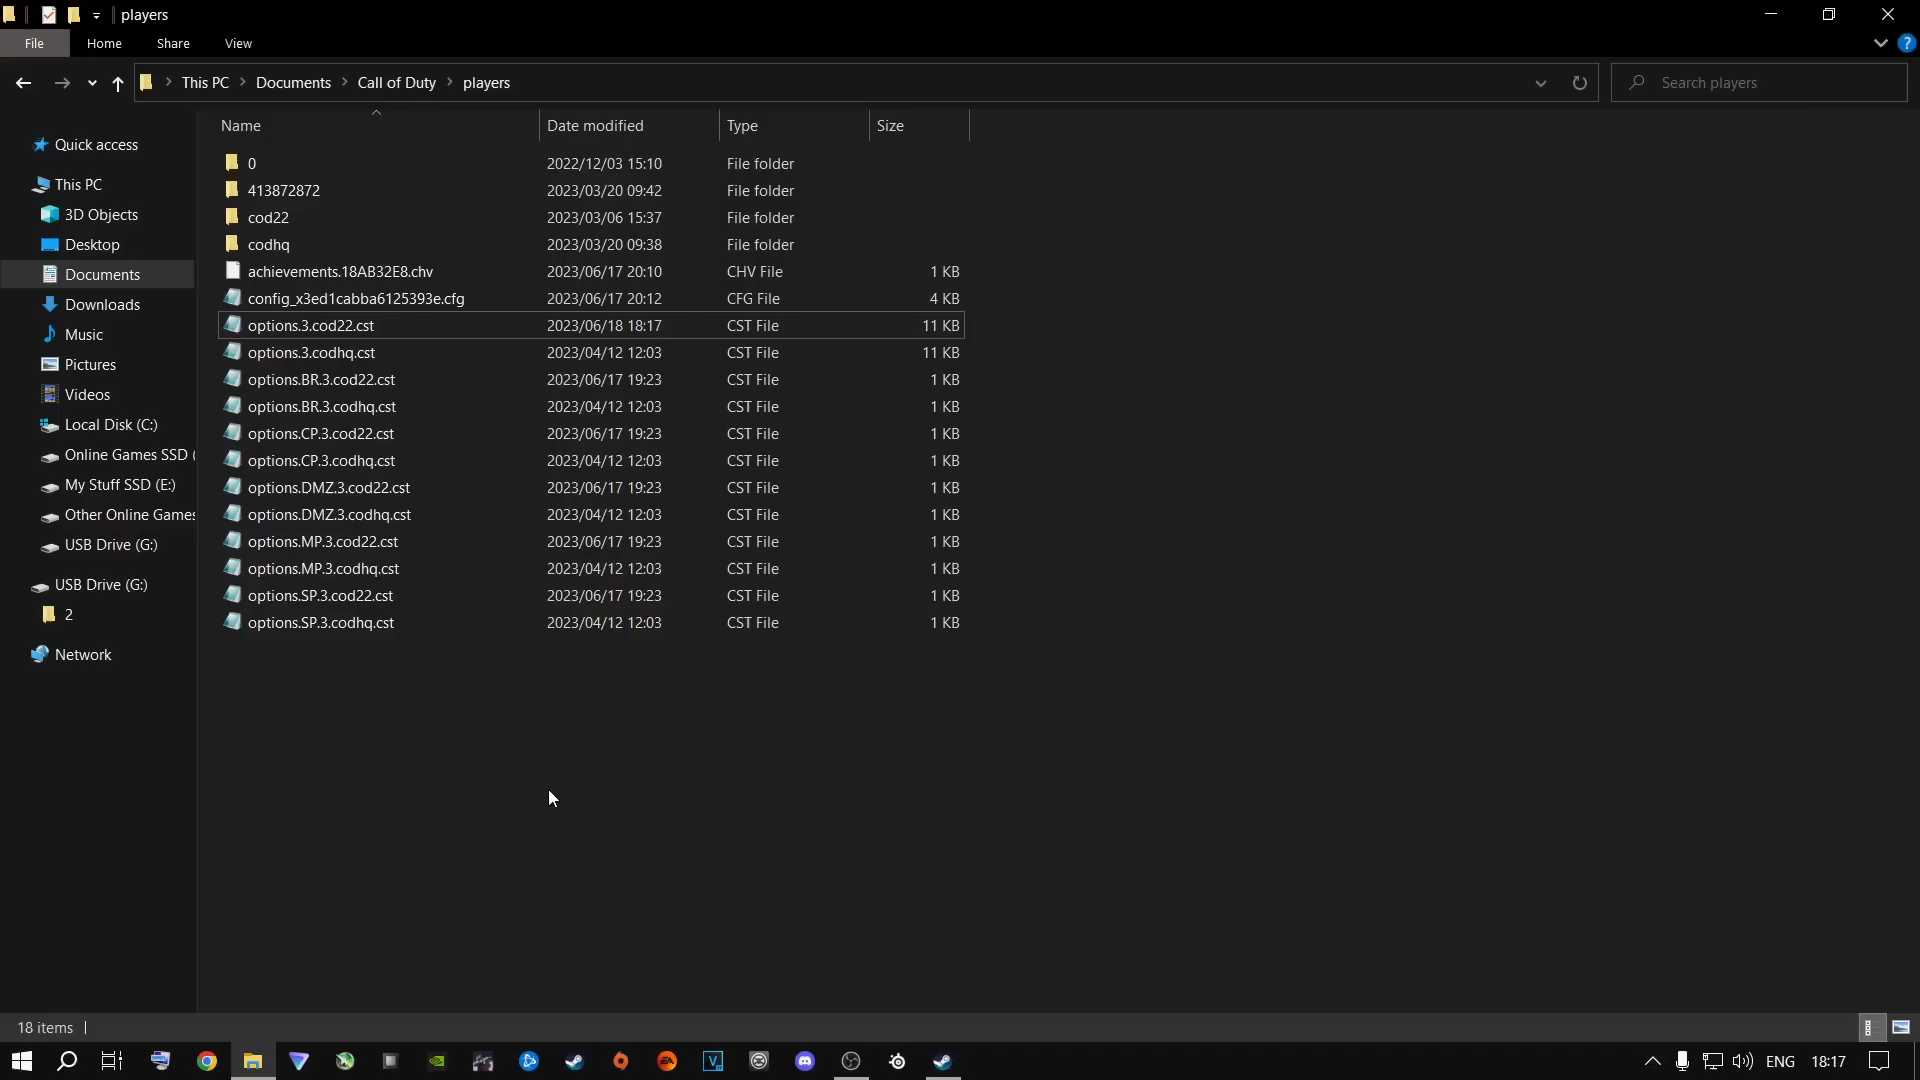 players
File Home Share View
This PC Documents Call of Duty players
Search players
Name Date modified Type Size
Quick access
This PC
3D Objects
Desktop
Documents
Downloads
Music
Pictures
Videos
Local Disk (C:)
Online Games SSD (
My Stuff SSD (E:)
Other Online Games
USB Drive (G:)
USB Drive (G:)
2
Network
0 2022/12/03 15:10 File folder
413872872 2023/03/20 09:42 File folder
cod22 2023/03/06 15:37 File folder
codhq 2023/03/20 09:38 File folder
achievements.18AB32E8.chv 2023/06/17 20:10 CHV File 1 KB
config_x3ed1cabba6125393e.cfg 2023/06/17 20:12 CFG File 4 KB
options.3.cod22.cst 2023/06/18 18:17 CST File 11 KB
options.3.codhq.cst 2023/04/12 12:03 CST File 11 KB
options.BR.3.cod22.cst 2023/06/17 19:23 CST File 1 KB
options.BR.3.codhq.cst 2023/04/12 12:03 CST File 1 KB
options.CP.3.cod22.cst 2023/06/17 19:23 CST File 1 KB
options.CP.3.codhq.cst 2023/04/12 12:03 CST File 1 KB
options.DMZ.3.cod22.cst 2023/06/17 19:23 CST File 1 KB
options.DMZ.3.codhq.cst 2023/04/12 12:03 CST File 1 KB
options.MP.3.cod22.cst 2023/06/17 19:23 CST File 1 KB
options.MP.3.codhq.cst 2023/04/12 12:03 CST File 1 KB
options.SP.3.cod22.cst 2023/06/17 19:23 CST File 1 KB
options.SP.3.codhq.cst 2023/04/12 12:03 CST File 1 KB
18 items
ENG 18:17